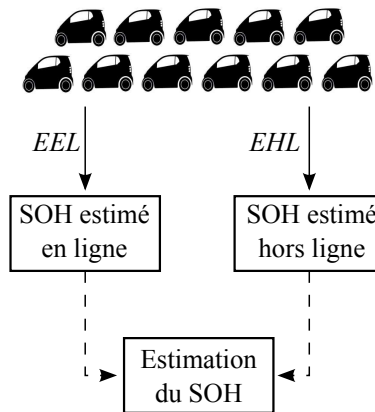 EEL
EHL
SOH estimé
en ligne
SOH estimé
hors ligne
Estimation
du SOH